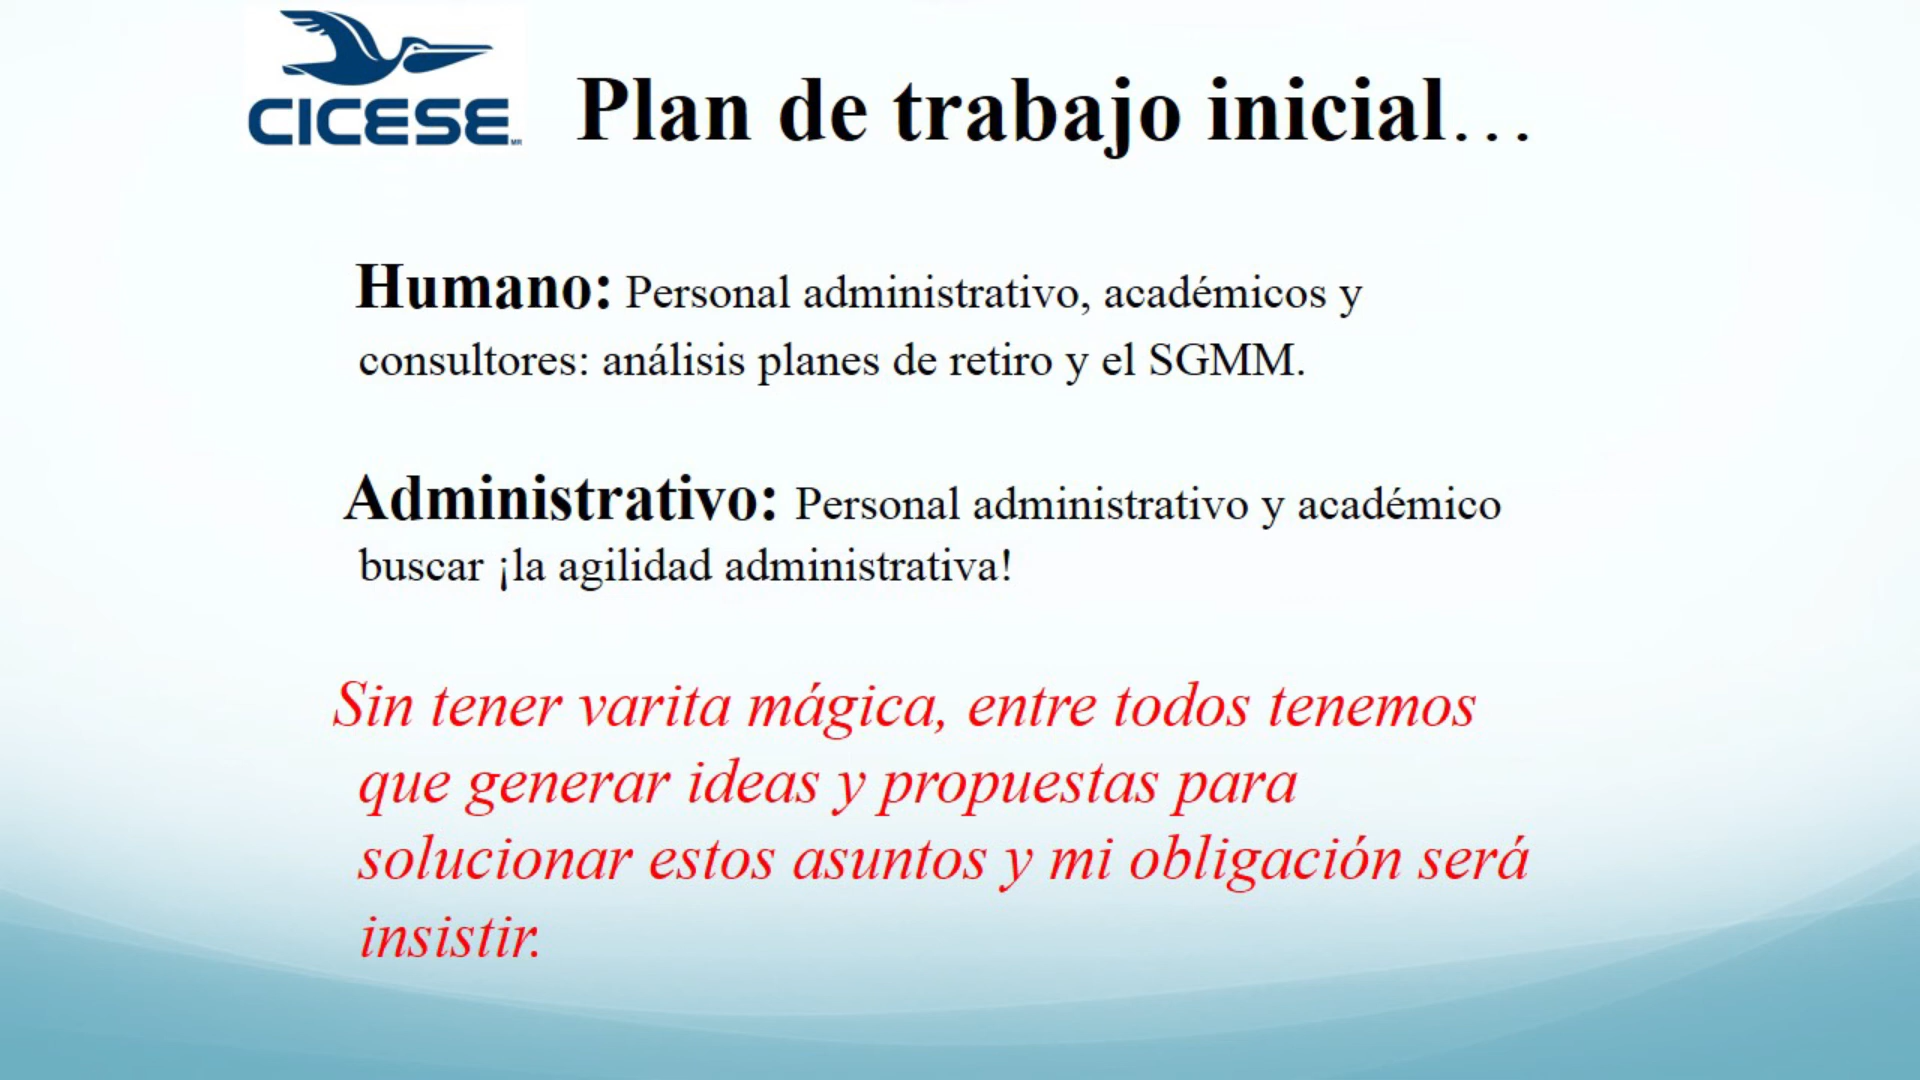 CICESE MR
Plan de trabajo inicial…
Humano: Personal administrativo, académicos y
consultores: análisis planes de retiro y el SGMM.
Administrativo: Personal administrativo y académico
buscar ¡la agilidad administrativa!
Sin tener varita mágica, entre todos tenemos
que generar ideas y propuestas para
solucionar estos asuntos y mi obligación será
insistir.